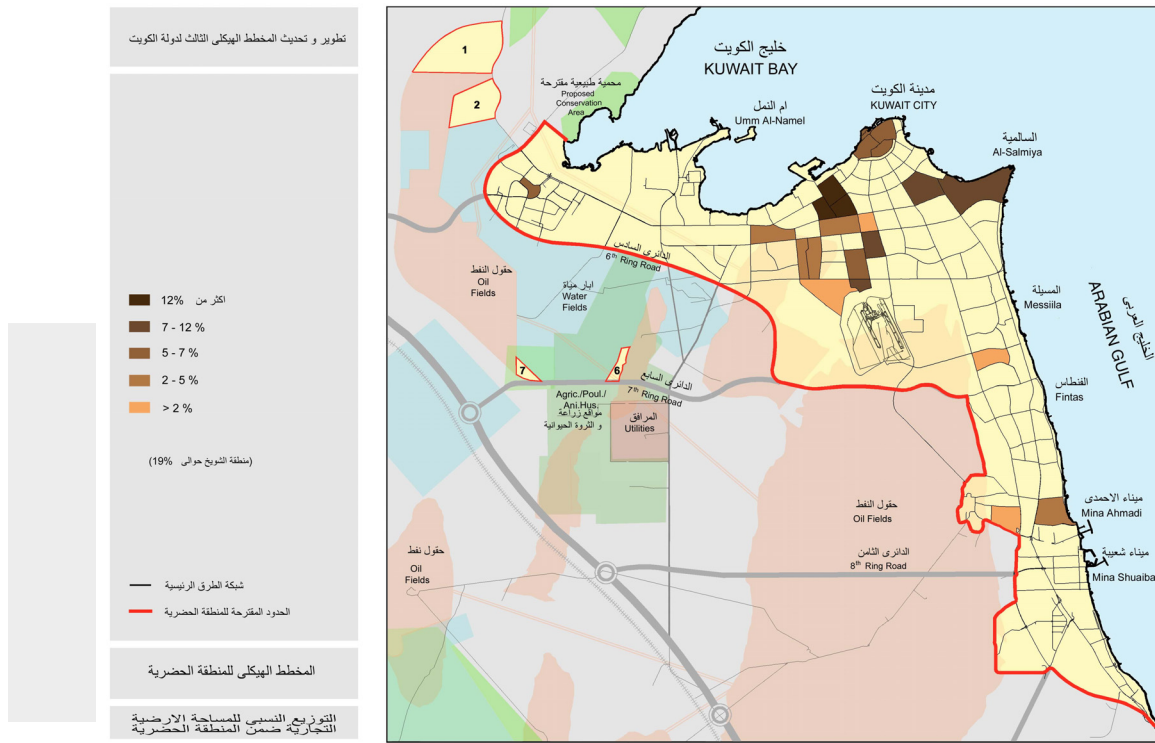 تطوير و تحديث المخطط الهيكلى الثالث لدولة الكويت
اكثر من 12%
7 - 12 %
5 - 7 %
2 - 5 %
> 2 %
(منطقة الشويخ حوالى 19%)
شبكة الطرق الرئيسية
الحدود المقترحة للمنطقة الحضرية
المخطط الهيكلى للمنطقة الحضرية
التوزيع النسبي للمساحة الارضية
التجارية ضمن المنطقة الحضرية
1
2
محمية طبيعية مقترحة
Proposed
Conservation
Area
خليج الكويت
KUWAIT BAY
ام النمل
Umm Al-Namel
مدينة الكويت
KUWAIT CITY
السالمية
Al-Salmiya
الدائرى السادس
6th Ring Road
حقول النفط
Oil
Fields
ابار مياة
Water
Fields
المسيلة
Messiila
الخليج العربى
ARABIAN GULF
7
6
الدائرى السابع
7th Ring Road
Agric./Poul./
Ani.Hus.
مواقع زراعة
و الثروة الحيوانية
المرافق
Utilities
الفنطاس
Fintas
حقول النفط
Oil Fields
ميناء الاحمدى
Mina Ahmadi
ميناء شعيبة
Mina Shuaiba
حقول نفط
Oil
Fields
الدائرى الثامن
8th Ring Road